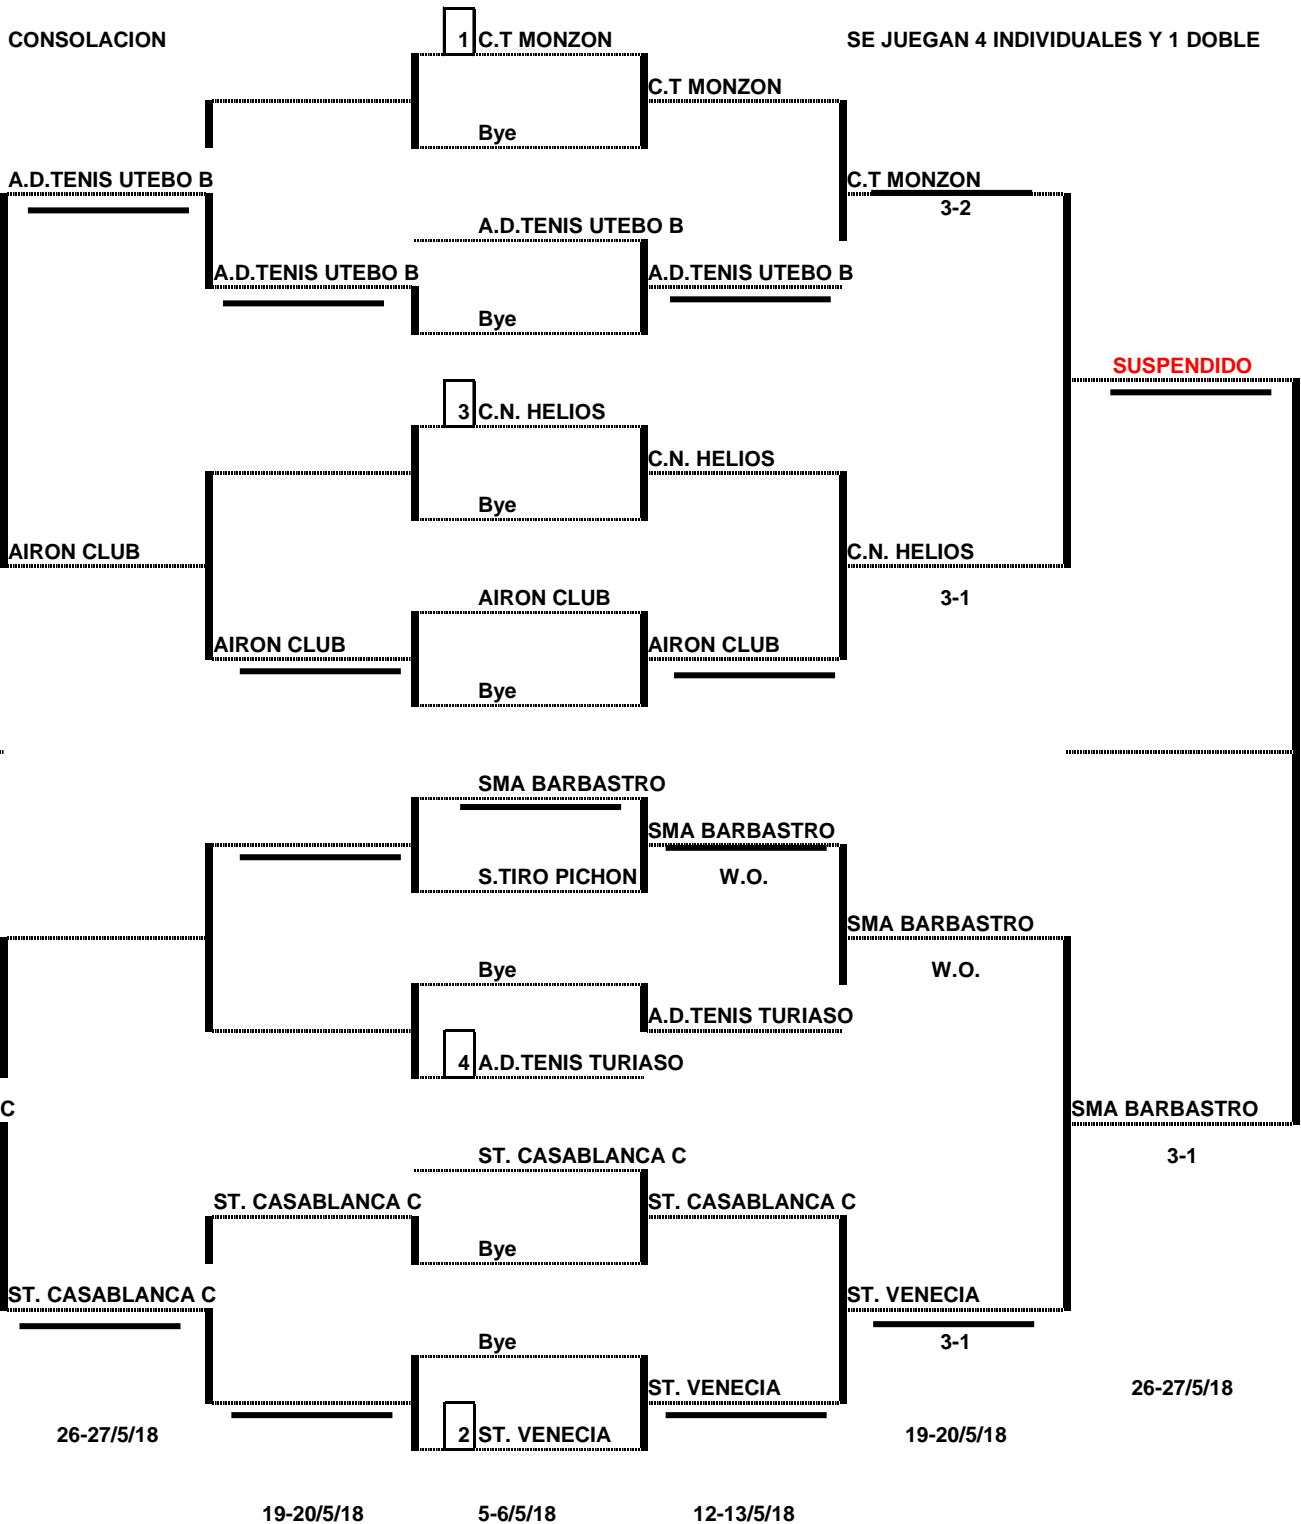 CONSOLACION
1 C.T MONZON
SE JUEGAN 4 INDIVIDUALES Y 1 DOBLE
C.T MONZON
Bye
A.D.TENIS UTEBO B
C.T MONZON
3-2
A.D.TENIS UTEBO B
A.D.TENIS UTEBO B
A.D.TENIS UTEBO B
Bye
SUSPENDIDO
3 C.N. HELIOS
C.N. HELIOS
Bye
AIRON CLUB
C.N. HELIOS
AIRON CLUB
3-1
AIRON CLUB
AIRON CLUB
Bye
SMA BARBASTRO
SMA BARBASTRO
S.TIRO PICHON
W.O.
SMA BARBASTRO
Bye
W.O.
A.D.TENIS TURIASO
4 A.D.TENIS TURIASO
C
SMA BARBASTRO
ST. CASABLANCA C
3-1
ST. CASABLANCA C
ST. CASABLANCA C
Bye
ST. CASABLANCA C
ST. VENECIA
Bye
3-1
ST. VENECIA
26-27/5/18
26-27/5/18
2 ST. VENECIA
19-20/5/18
19-20/5/18
5-6/5/18
12-13/5/18